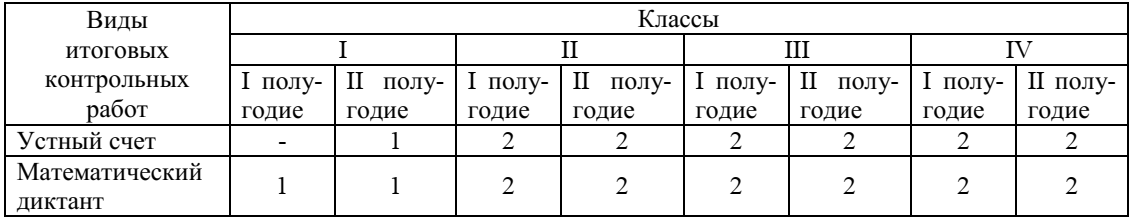 Виды
итоговых
контрольных
работ
Классы
I II III IV
I полу- II полу- I полу- II полу- I полу- II полу- I полу- II полу-
годие годие годие годие годие годие годие годие
Устный счет - 1 2 2 2 2 2 2
Математический
диктант
1 1 2 2 2 2 2 2